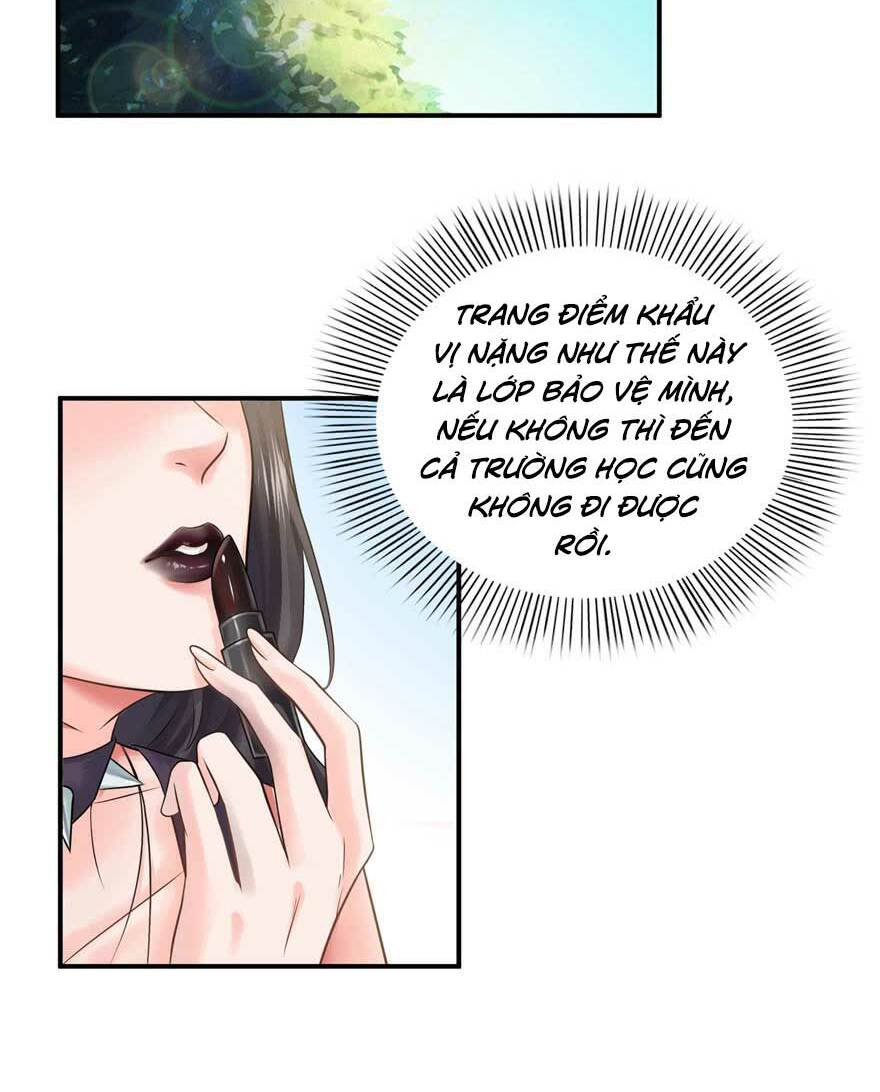 TRANG ĐIỂM KHẨU
VỊ NẶNG NHƯ THẾ NÀY
LÀ LỚP BẢO VỆ MÌNH,
NẾU KHÔNG THÌ ĐẾN
CẢ TRƯỜNG HỌC CŨNG
KHÔNG ĐI ĐƯỢC
RỒI.